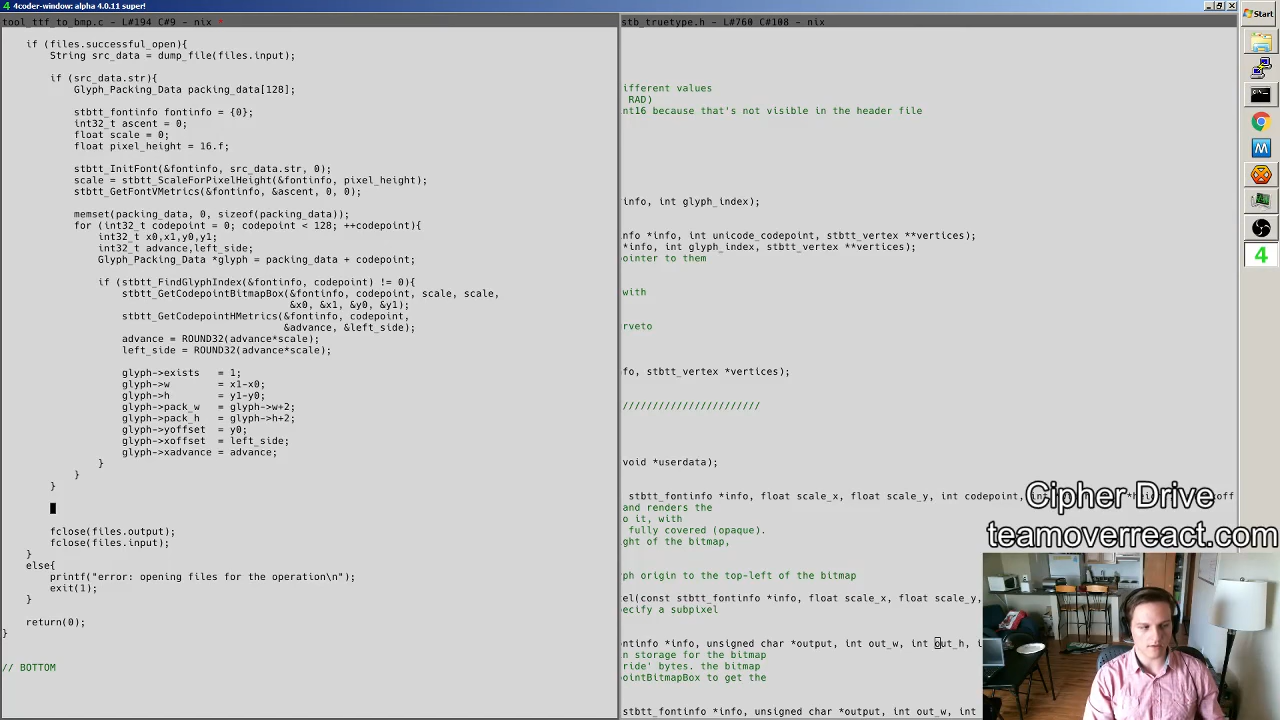 4coder-window: alpha 4.0.11 super!
tool_ttf_to_bmp.c - L#194 C#9 - nix *
if (files.successful_open){
String src_data = dump_file(files.input);
if (src_data.str){
Glyph_Packing_Data packing_data[128];
stbtt_fontinfo fontinfo = {0};
int32_t ascent = 0;
float scale = 0;
float pixel_height = 16.f;
stbtt_InitFont(&fontinfo, src_data.str, 0);
scale = stbtt_ScaleForPixelHeight(&fontinfo, pixel_height);
stbtt_GetFontVMetrics(&fontinfo, &ascent, 0, 0);
memset(packing_data, 0, sizeof(packing_data));
for (int32_t codepoint = 0; codepoint < 128; ++codepoint){
int32_t x0,x1,y0,y1;
int32_t advance,left_side;
Glyph_Packing_Data *glyph = packing_data + codepoint;
if (stbtt_FindGlyphIndex(&fontinfo, codepoint) != 0){
stbtt_GetCodepointBitmapBox(&fontinfo, codepoint, scale, scale,
&x0, &x1, &y0, &y1);
stbtt_GetCodepointHMetrics(&fontinfo, codepoint,
&advance, &left_side);
advance = ROUND32(advance*scale);
left_side = ROUND32(advance*scale);
glyph->exists = 1;
glyph->w = x1-x0;
glyph->h = y1-y0;
glyph->pack_w = glyph->w+2;
glyph->pack_h = glyph->h+2;
glyph->yoffset = y0;
glyph->xoffset = left_side;
glyph->xadvance = advance;
}
}
}
fclose(files.output);
fclose(files.input);
}
else{
printf("error: opening files for the operation\n");
exit(1);
}
return(0);
}
// BOTTOM
stb_truetype.h - L#760 C#108 - nix
ifferent values
RAD)
nt16 because that's not visible in the header file
info, int glyph_index);
nfo *info, int unicode_codepoint, stbtt_vertex **vertices);
*info, int glyph_index, stbtt_vertex **vertices);
pointer to them
with
rveto
nfo, stbtt_vertex *vertices);
///////////////////////
void *userdata);
stbtt_fontinfo *info, float scale_x, float scale_y, int codepoint, int off
and renders the
o it, with
fully covered (opaque).
ght of the bitmap,
ph origin to the top-left of the bitmap
el(const stbtt_fontinfo *info, float scale_x, float scale_y,
ecify a subpixel
ntinfo *info, unsigned char *output, int out_w, int out_h, i
n storage for the bitmap
ride' bytes. the bitmap
pointBitmapBox to get the
stbtt_fontinfo *info, unsigned char *output, int out_w, int
Start
M
4
Cipher Drive
teamoverreact.com